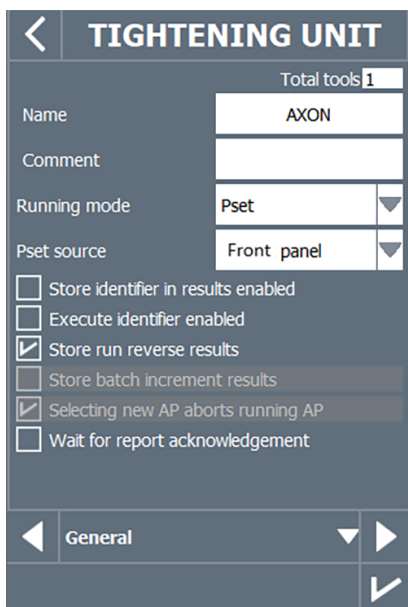 TIGHTENING UNIT
Total tools 1
Name AXON
Comment
Running mode Pset
Pset source Front panel
Store identifier in results enabled
Execute identifier enabled
Store run reverse results
Store batch increment results
Selecting new AP aborts running AP
Wait for report acknowledgement
General